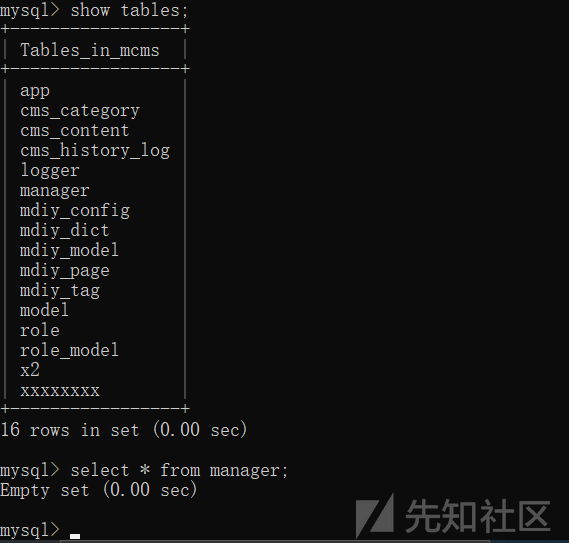 mysql> show tables;
+-----------------+
| Tables_in_mcms  |
+-----------------+
| app             |
| cms_category    |
| cms_content     |
| cms_history_log |
| logger          |
| manager         |
| mdiy_config     |
| mdiy_dict       |
| mdiy_model      |
| mdiy_page       |
| mdiy_tag        |
| model           |
| role            |
| role_model      |
| x2              |
| xxxxxxxx        |
+-----------------+
16 rows in set (0.00 sec)
mysql> select * from manager;
Empty set (0.00 sec)
mysql>
先知社区